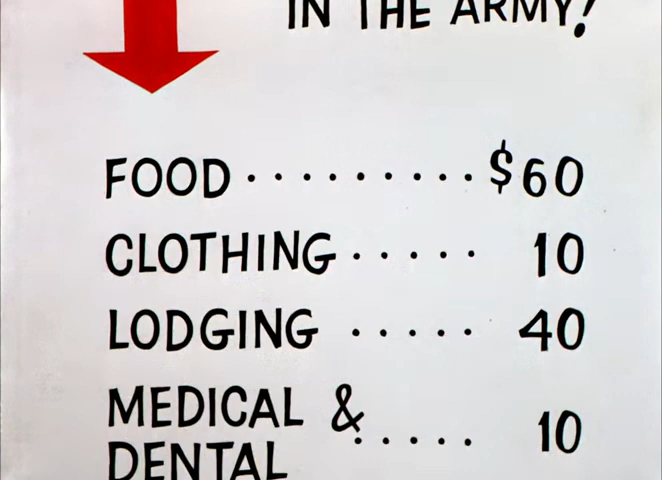 IN THE ARMY!
FOOD ......... $60
CLOTHING ..... 10
LODGING ..... 40
MEDICAL &
DENTAL ..... 10